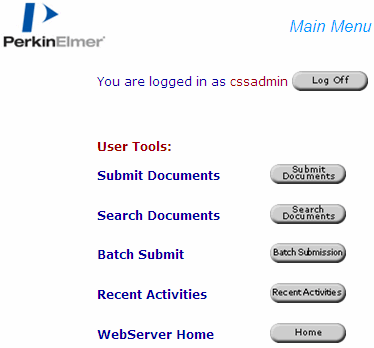 PerkinElmer
Main Menu
You are logged in as cssadmin Log Off
User Tools:
Submit Documents Submit Documents
Search Documents Search Documents
Batch Submit Batch Submission
Recent Activities Recent Activities
WebServer Home Home